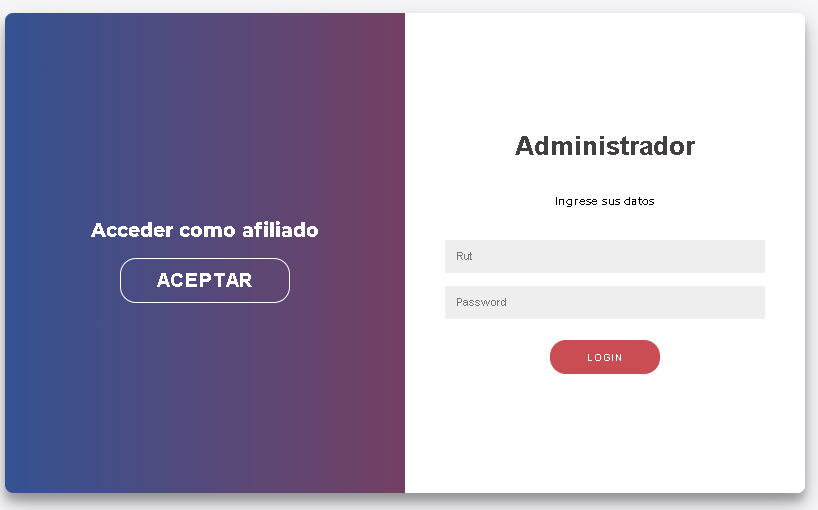 Acceder como afiliado
ACEPTAR
Administrador
Ingrese sus datos
Rut
Password
LOGIN